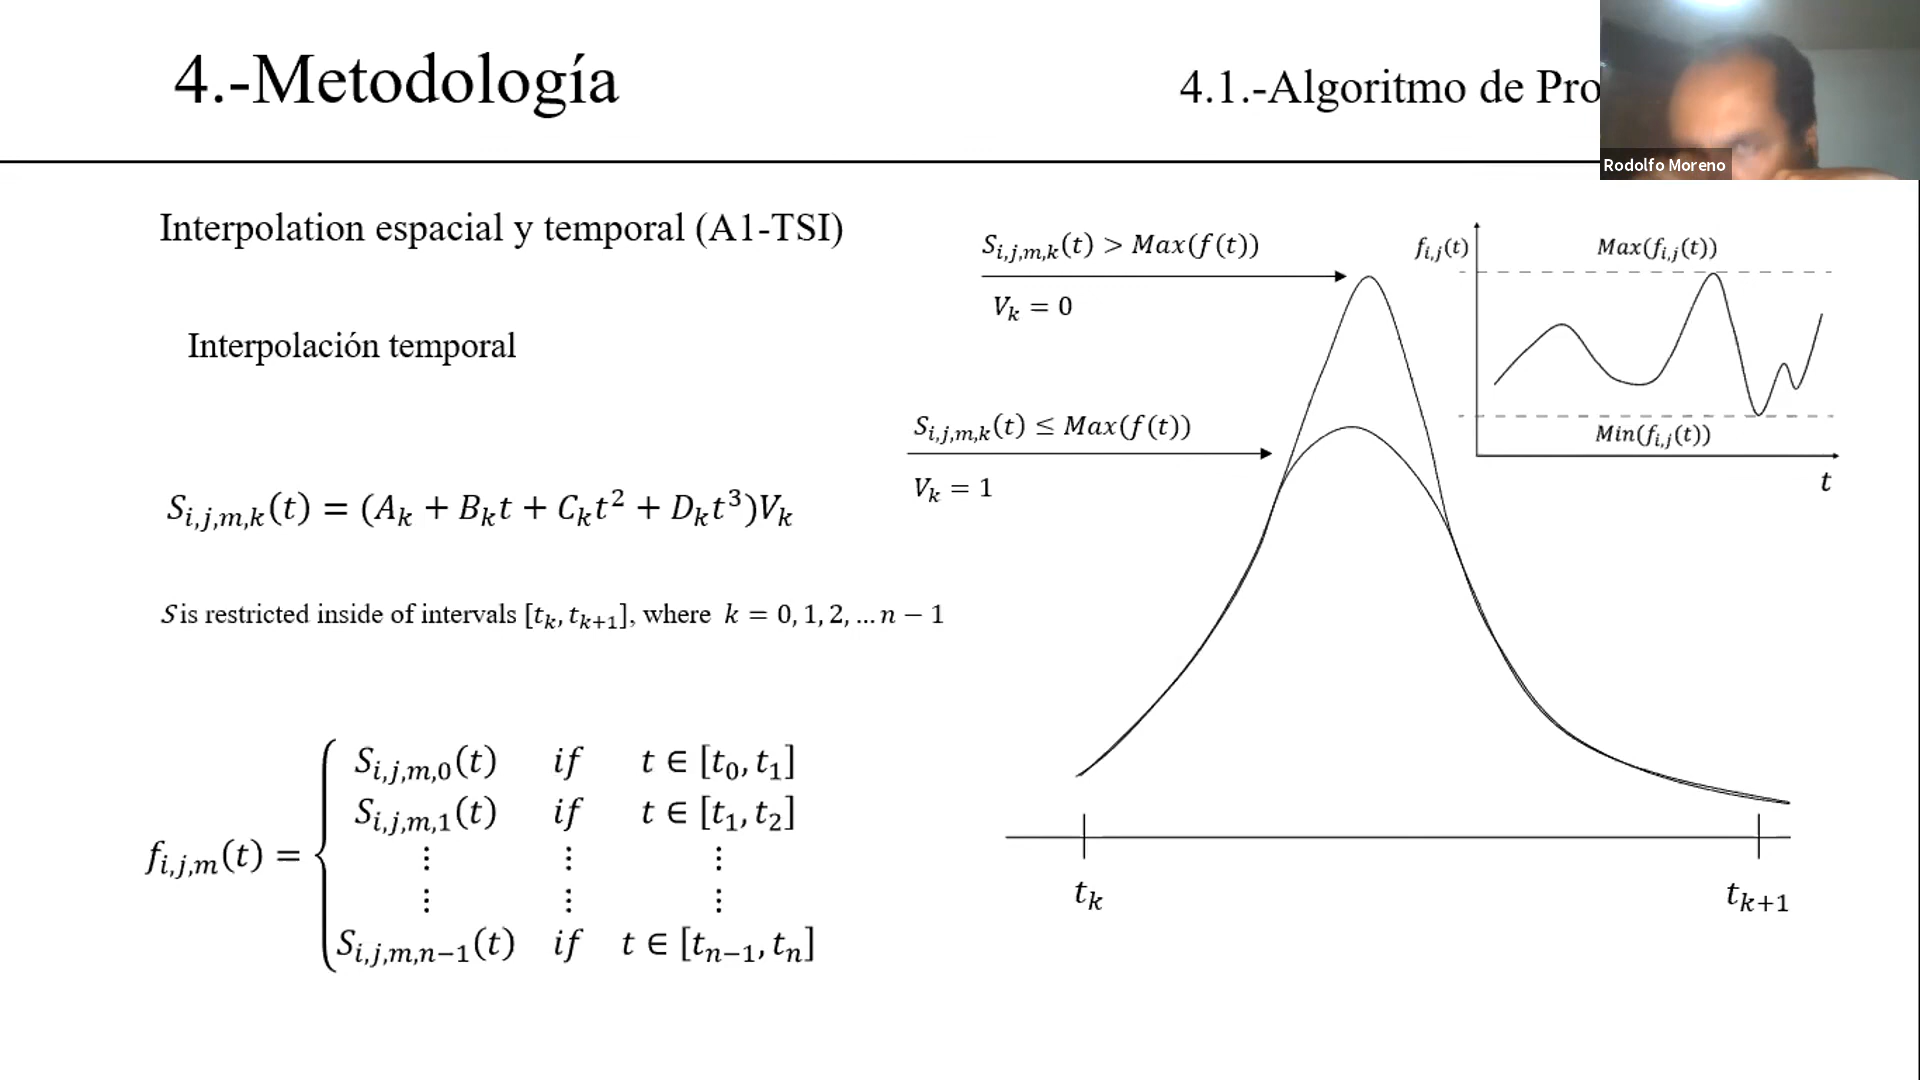 4.-Metodología
4.1.-Algoritmo de Pro
Rodolfo Moreno
Interpolation espacial y temporal (A1-TSI)
Interpolación temporal
S_{i,j,m,k}(t) = (A_k + B_k t + C_k t^2 + D_k t^3)V_k
S is restricted inside of intervals [t_k, t_{k+1}], where k = 0, 1, 2, … n − 1
f_{i,j,m}(t) = {
S_{i,j,m,0}(t) if t ∈ [t_0, t_1]
S_{i,j,m,1}(t) if t ∈ [t_1, t_2]
⋮ ⋮ ⋮
⋮ ⋮ ⋮
S_{i,j,m,n−1}(t) if t ∈ [t_{n−1}, t_n]
S_{i,j,m,k}(t) > Max(f(t))
V_k = 0
S_{i,j,m,k}(t) ≤ Max(f(t))
V_k = 1
f_{i,j}(t)
Max(f_{i,j}(t))
Min(f_{i,j}(t))
t
t_k
t_{k+1}